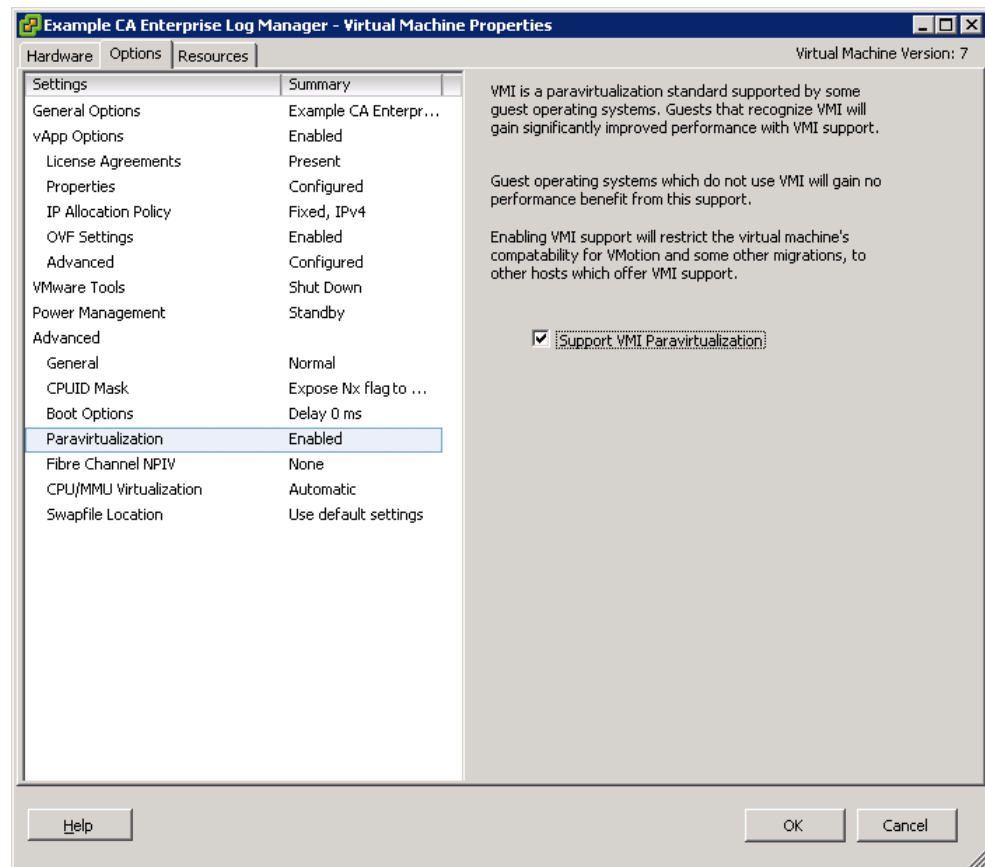 Example CA Enterprise Log Manager - Virtual Machine Properties
Hardware Options Resources Virtual Machine Version: 7
Settings Summary
General Options Example CA Enterpr...
vApp Options Enabled
License Agreements Present
Properties Configured
IP Allocation Policy Fixed, IPv4
OVF Settings Enabled
Advanced Configured
VMware Tools Shut Down
Power Management Standby
Advanced
General Normal
CPUID Mask Expose Nx flag to ...
Boot Options Delay 0 ms
Paravirtualization Enabled
Fibre Channel NPIV None
CPU/MMU Virtualization Automatic
Swapfile Location Use default settings
VMI is a paravirtualization standard supported by some
guest operating systems. Guests that recognize VMI will
gain significantly improved performance with VMI support.
Guest operating systems which do not use VMI will gain no
performance benefit from this support.
Enabling VMI support will restrict the virtual machine's
compatability for VMotion and some other migrations, to
other hosts which offer VMI support.
Support VMI Paravirtualization
Help OK Cancel